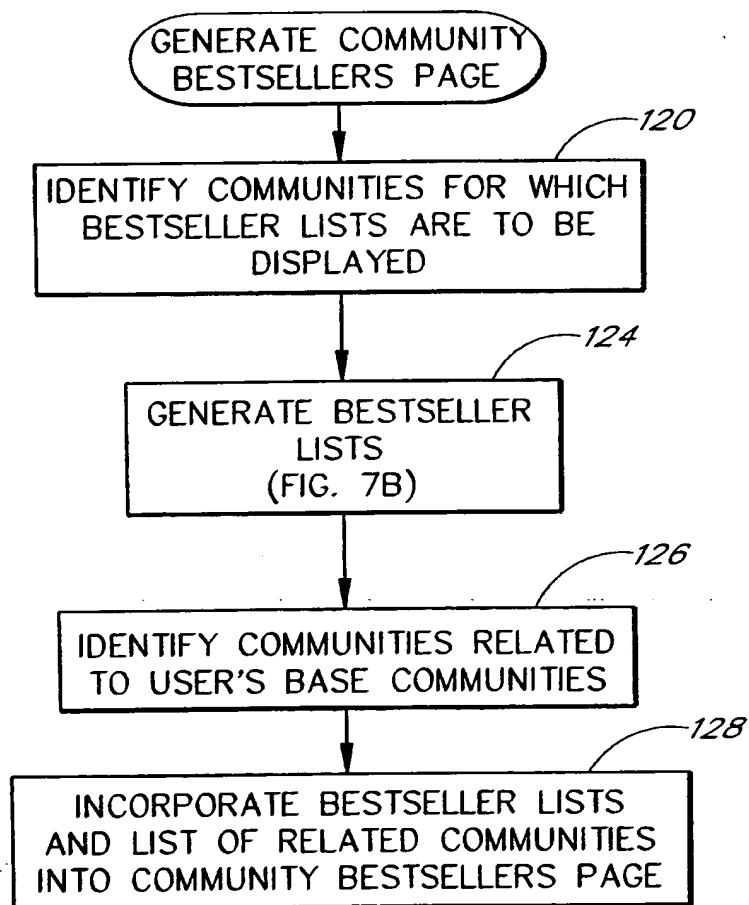 GENERATE COMMUNITY
BESTSELLERS PAGE
120
IDENTIFY COMMUNITIES FOR WHICH
BESTSELLER LISTS ARE TO BE
DISPLAYED
124
GENERATE BESTSELLER
LISTS
(FIG. 7B)
126
IDENTIFY COMMUNITIES RELATED
TO USER'S BASE COMMUNITIES
128
INCORPORATE BESTSELLER LISTS
AND LIST OF RELATED COMMUNITIES
INTO COMMUNITY BESTSELLERS PAGE